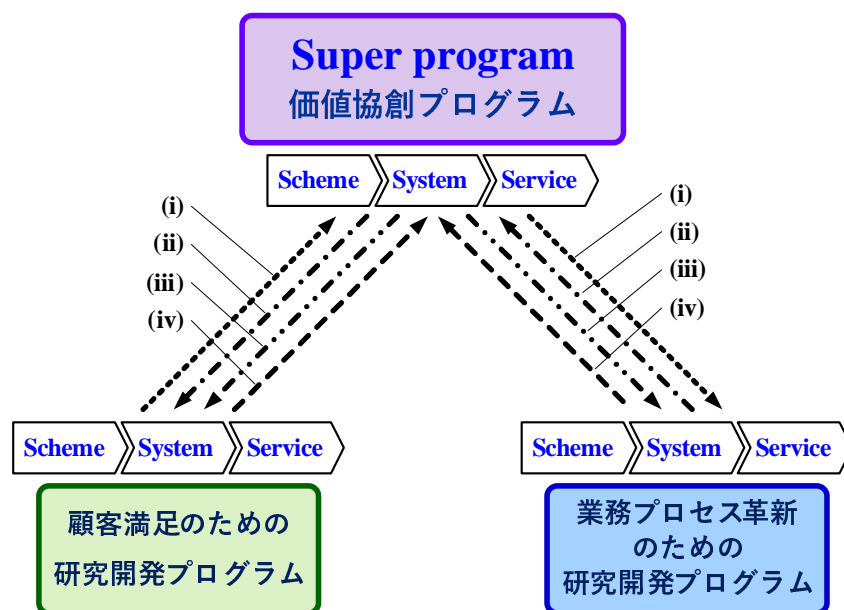 Super program
価値協創プログラム
Scheme System Service
(i)
(ii)
(iii)
(iv)
(i)
(ii)
(iii)
(iv)
Scheme System Service
顧客満足のための
研究開発プログラム
Scheme System Service
業務プロセス革新
のための
研究開発プログラム